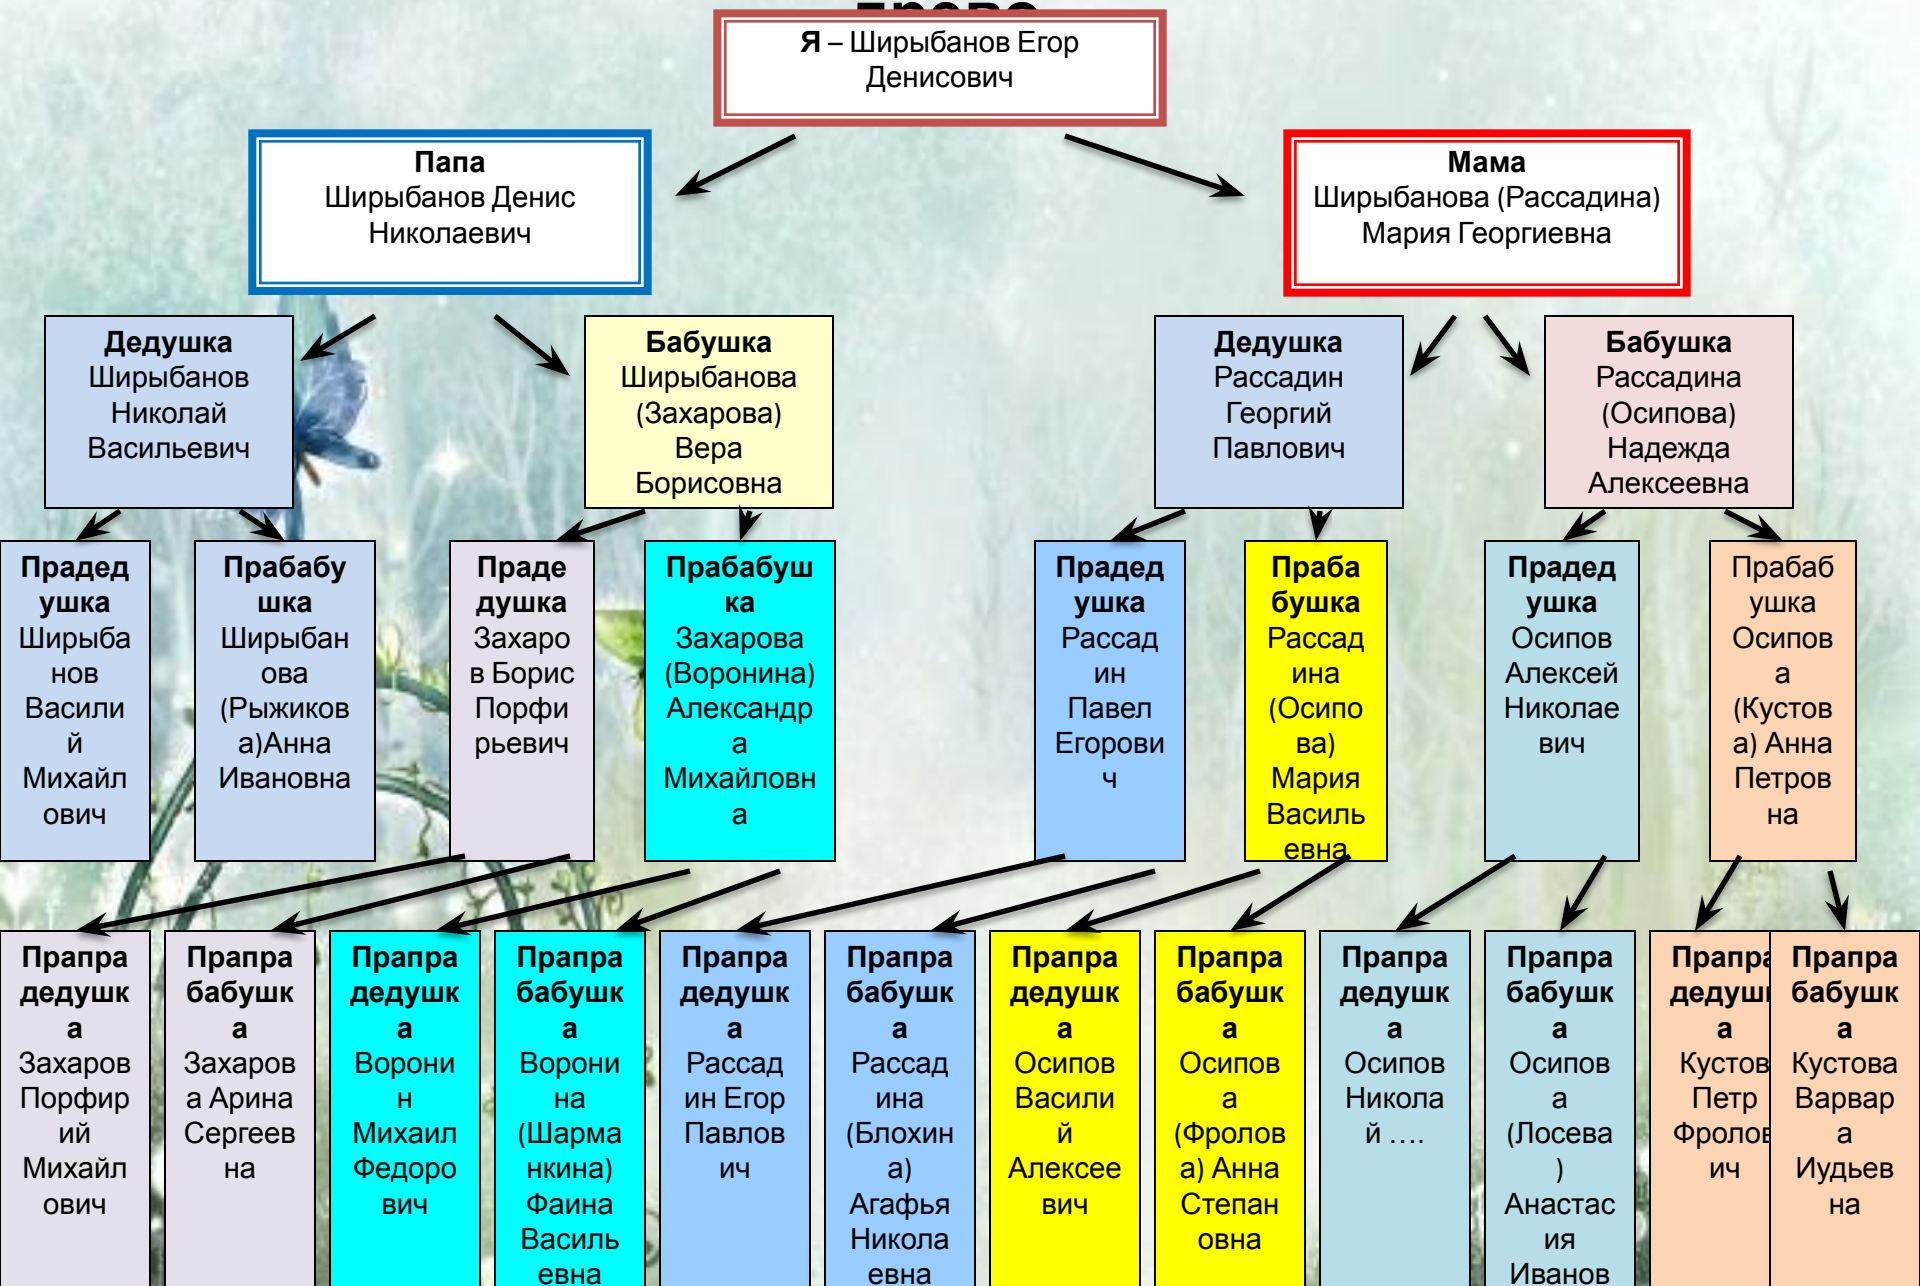 Я – Ширыбанов Егор
Денисович
Папа
Ширыбанов Денис
Николаевич
Мама
Ширыбанова (Рассадина)
Мария Георгиевна
Дедушка
Ширыбанов
Николай
Васильевич
Бабушка
Ширыбанова
(Захарова)
Вера
Борисовна
Дедушка
Рассадин
Георгий
Павлович
Бабушка
Рассадина
(Осипова)
Надежда
Алексеевна
Прадед
ушка
Ширыба
нов
Васили
й
Михайл
ович
Прабабу
шка
Ширыбан
ова
(Рыжиков
а)Анна
Ивановна
Праде
душка
Захаро
в Борис
Порфи
рьевич
Прабабуш
ка
Захарова
(Воронина)
Александр
а
Михайловн
а
Прадед
ушка
Рассад
ин
Павел
Егорови
ч
Праба
бушка
Рассад
ина
(Осипо
ва)
Мария
Василь
евна
Прадед
ушка
Осипов
Алексей
Николае
вич
Прабаб
ушка
Осипов
а
(Кустов
а) Анна
Петров
на
Прапра
дедушк
а
Захаров
Порфир
ий
Михайл
ович
Прапра
бабушк
а
Захаров
а Арина
Сергеев
на
Прапра
дедушк
а
Ворони
н
Михаил
Федоро
вич
Прапра
бабушк
а
Ворони
на
(Шарма
нкина)
Фаина
Василь
евна
Прапра
дедушк
а
Рассад
ин Егор
Павлов
ич
Прапра
бабушк
а
Рассад
ина
(Блохин
а)
Агафья
Никола
евна
Прапра
дедушк
а
Осипов
Васили
й
Алексее
вич
Прапра
бабушк
а
Осипов
а
(Фролов
а) Анна
Степан
овна
Прапра
дедушк
а
Осипов
Никола
й ….
Прапра
бабушк
а
Осипов
а
(Лосева
)
Анастас
ия
Иванов
Прапра
дедушк
а
Кустов
Петр
Фролов
ич
Прапра
бабушк
а
Кустова
Варвар
а
Иудьев
на